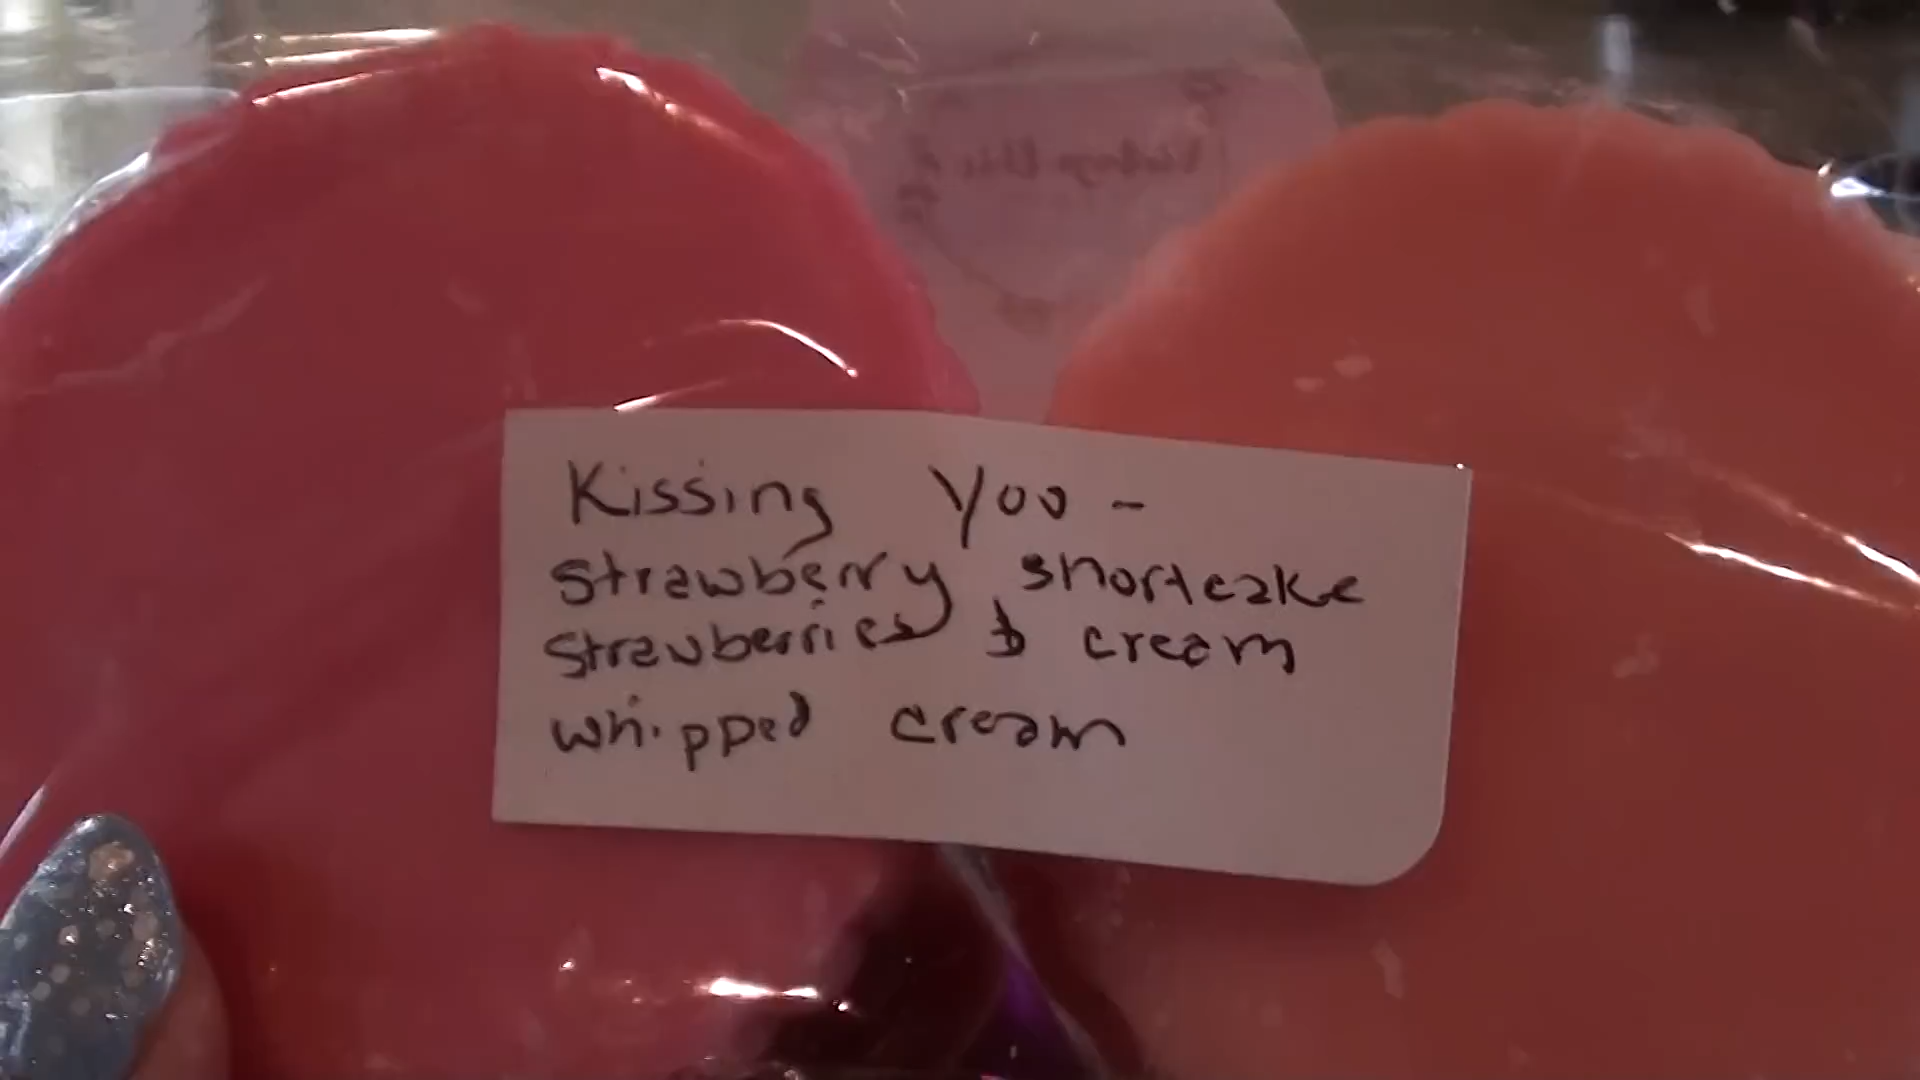 Kissing You -
strawberry shortcake
strawberries & cream
whipped cream